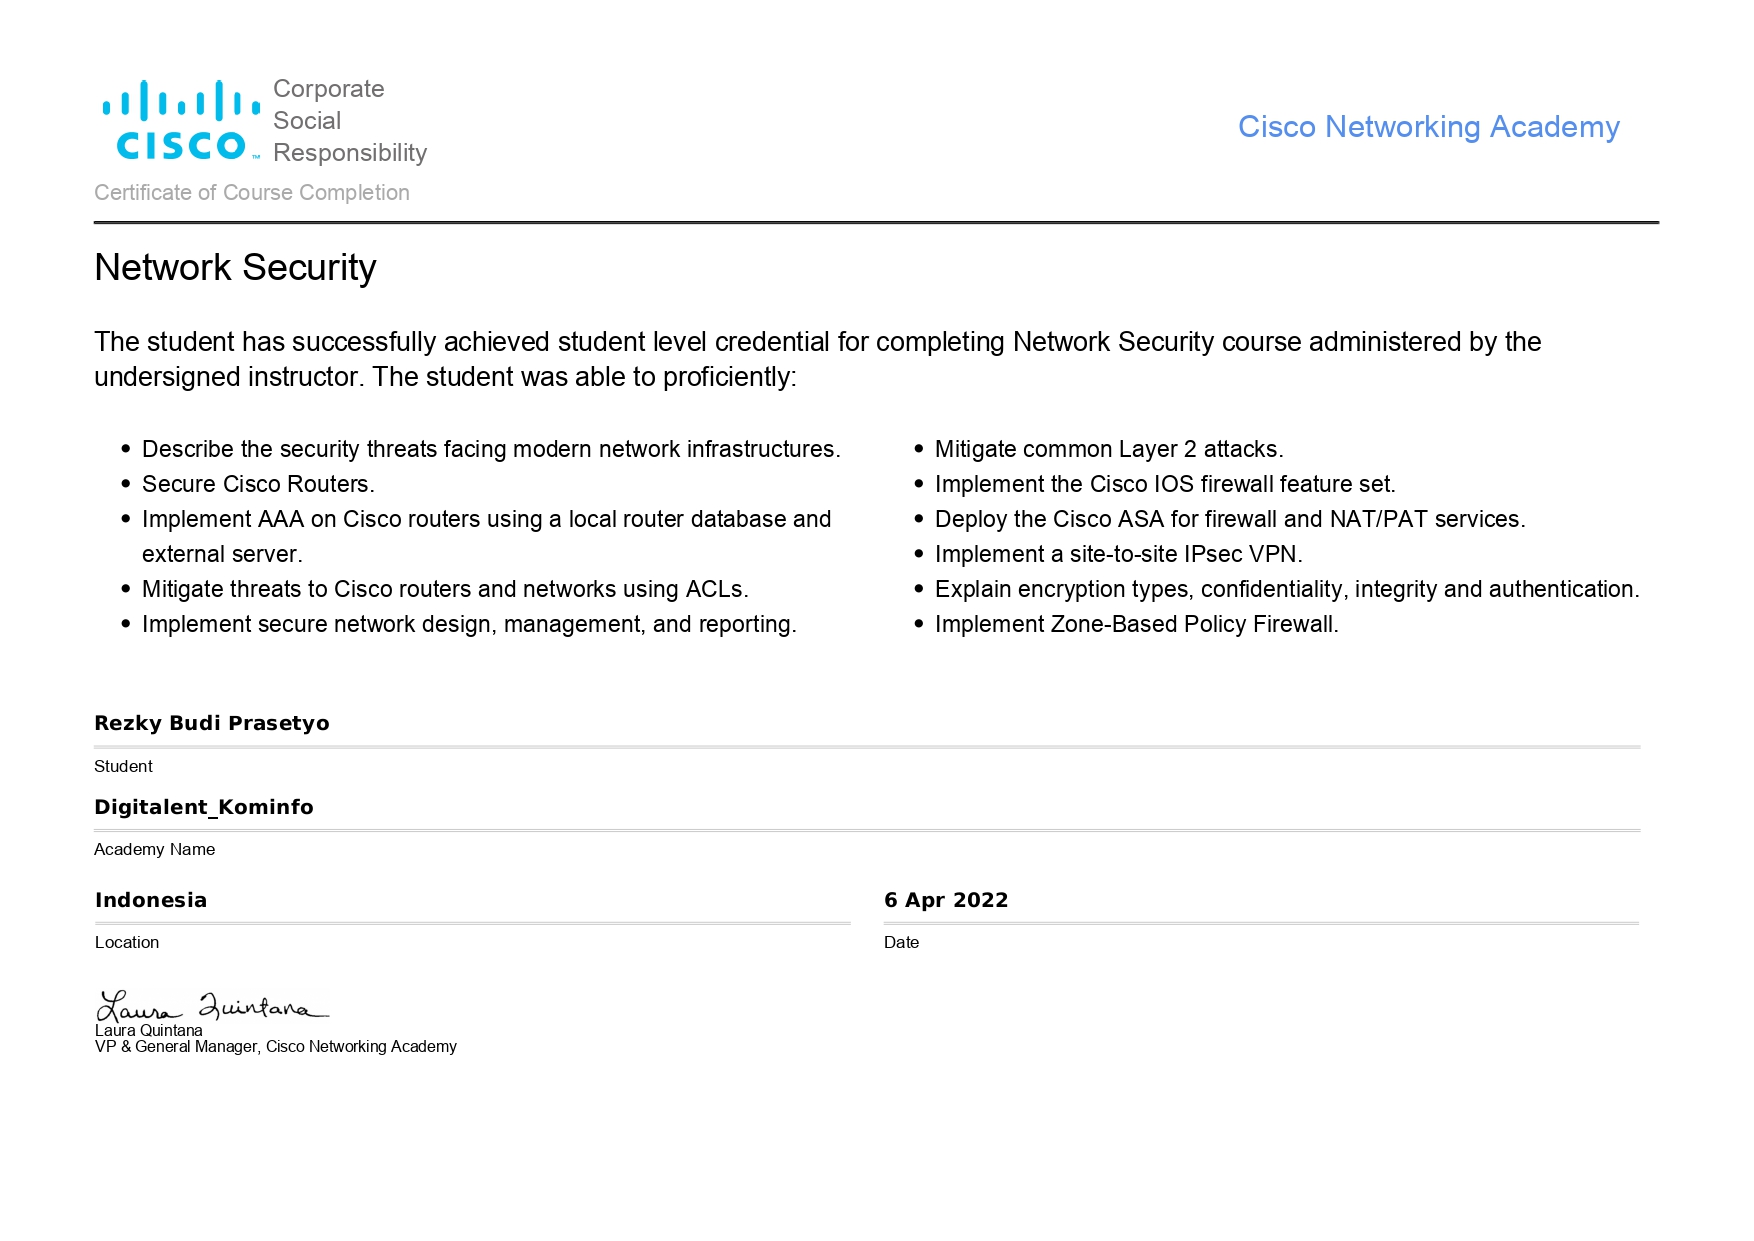 CISCO™
Corporate
Social
Responsibility
Cisco Networking Academy
Certificate of Course Completion
Network Security
The student has successfully achieved student level credential for completing Network Security course administered by the
undersigned instructor. The student was able to proficiently:
• Describe the security threats facing modern network infrastructures.
• Secure Cisco Routers.
• Implement AAA on Cisco routers using a local router database and
external server.
• Mitigate threats to Cisco routers and networks using ACLs.
• Implement secure network design, management, and reporting.
• Mitigate common Layer 2 attacks.
• Implement the Cisco IOS firewall feature set.
• Deploy the Cisco ASA for firewall and NAT/PAT services.
• Implement a site-to-site IPsec VPN.
• Explain encryption types, confidentiality, integrity and authentication.
• Implement Zone-Based Policy Firewall.
Rezky Budi Prasetyo
Student
Digitalent_Kominfo
Academy Name
Indonesia
Location
6 Apr 2022
Date
Laura Quintana
Laura Quintana
VP & General Manager, Cisco Networking Academy